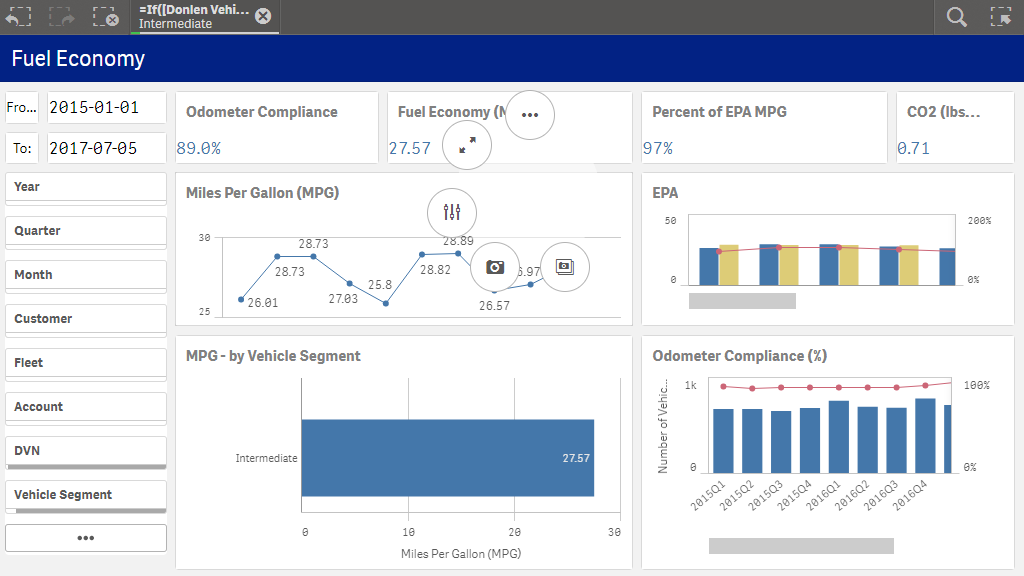 =If([Donlen Vehi...
Intermediate
Fuel Economy
Fro...
2015-01-01
To:
2017-07-05
Year
Quarter
Month
Customer
Fleet
Account
DVN
Vehicle Segment
•••
Odometer Compliance
89.0%
Fuel Economy
27.57
•••
Percent of EPA MPG
97%
CO2 (lbs...
0.71
Miles Per Gallon (MPG)
30
25
26.01
28.73
28.73
27.03
25.8
28.82
28.89
26.57
EPA
50
0
200%
0%
MPG - by Vehicle Segment
Intermediate
27.57
0
10
20
30
Miles Per Gallon (MPG)
Odometer Compliance (%)
Number of Vehic...
1k
0
100%
0%
2015Q1
2015Q2
2015Q3
2015Q4
2016Q1
2016Q2
2016Q3
2016Q4